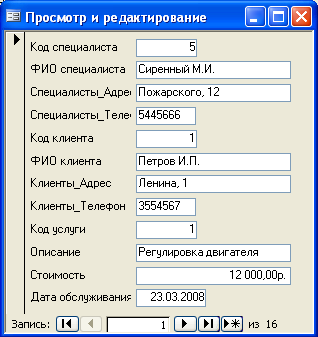 Просмотр и редактирование
Код специалиста 5
ФИО специалиста Сиренный М.И.
Специалисты_Адрес Пожарского, 12
Специалисты_Телеф 5445666
Код клиента 1
ФИО клиента Петров И.П.
Клиенты_Адрес Ленина, 1
Клиенты_Телефон 3554567
Код услуги 1
Описание Регулировка двигателя
Стоимость 12 000,00р.
Дата обслуживания 23.03.2008
Запись: 1 из 16